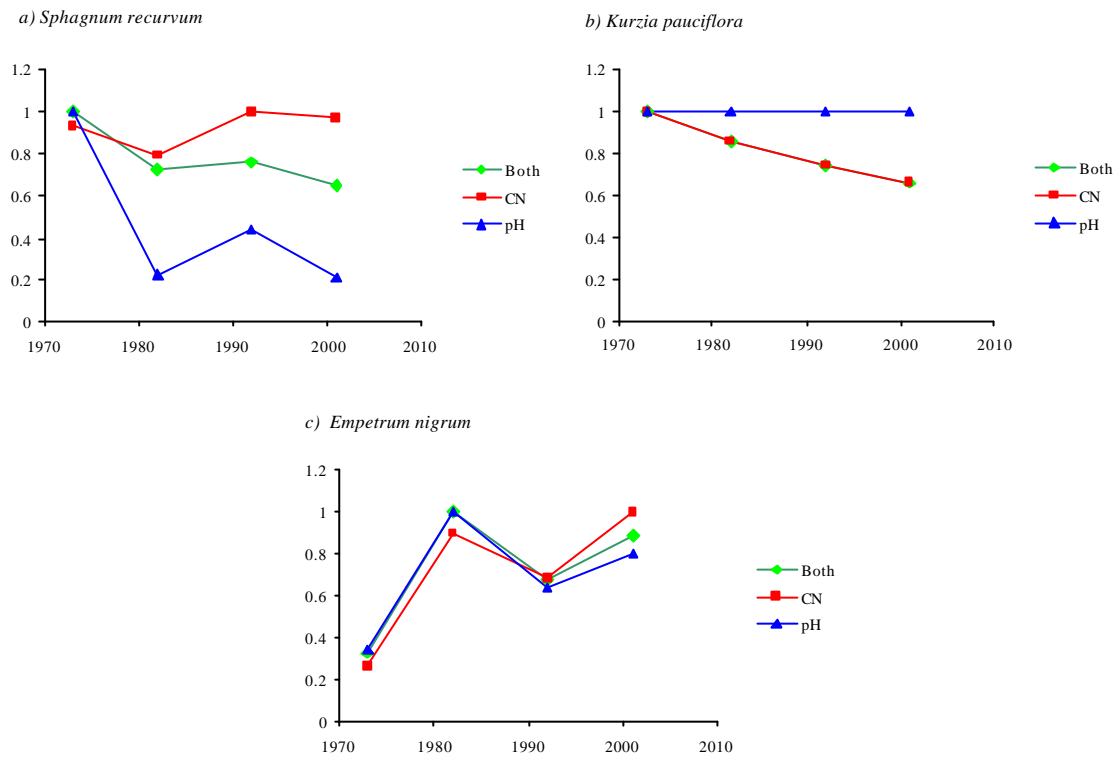 a) Sphagnum recurvum
1.2
1
0.8
0.6
0.4
0.2
0
1970 1980 1990 2000 2010
Both
CN
pH
b) Kurzia pauciflora
1.2
1
0.8
0.6
0.4
0.2
0
1970 1980 1990 2000 2010
Both
CN
pH
c) Empetrum nigrum
1.2
1
0.8
0.6
0.4
0.2
0
1970 1980 1990 2000 2010
Both
CN
pH